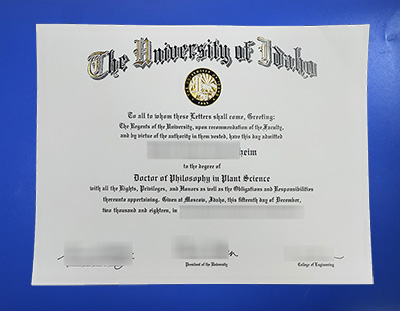 The University of Idaho
To all to whom these Letters shall come, Greeting:
The Regents of the University, upon recommendation of the Faculty,
and by virtue of the authority in them vested, have this day admitted
heim
to the degree of
Doctor of Philosophy in Plant Science
with all the Rights, Privileges, and Honors as well as the Obligations and Responsibilities
thereunto appertaining. Given at Moscow, Idaho, this fifteenth day of December,
two thousand and eighteen, in
President of the University
College of Engineering